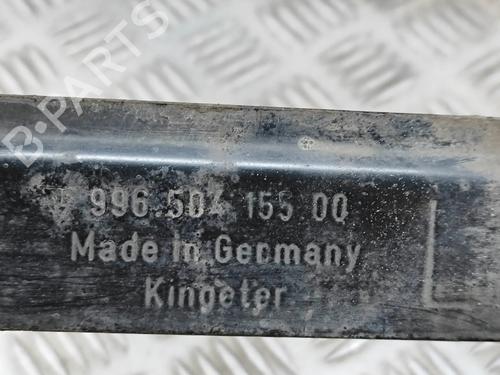 B-PARTS
996.504 155 00
Made in Germany
Kingeter